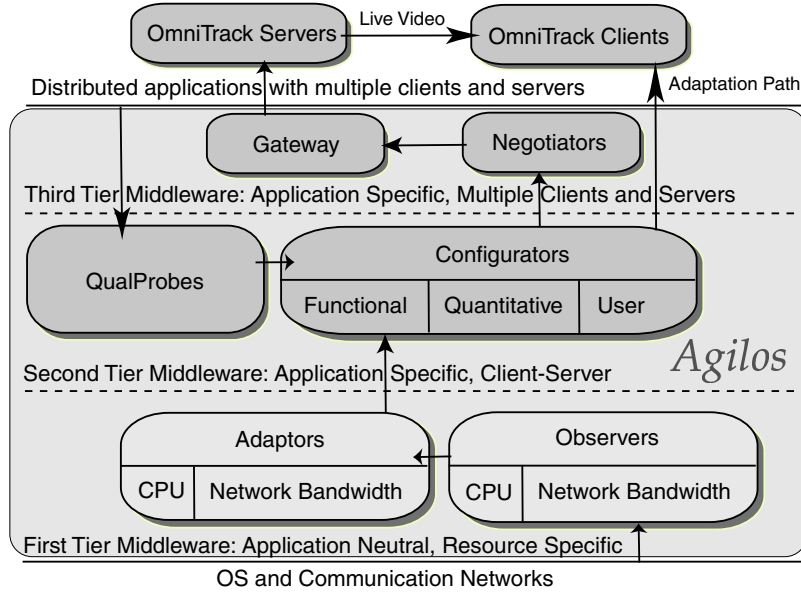 OmniTrack Servers
Live Video
OmniTrack Clients
Distributed applications with multiple clients and servers
Adaptation Path
Gateway
Negotiators
Third Tier Middleware: Application Specific, Multiple Clients and Servers
QualProbes
Configurators
Functional
Quantitative
User
Agilos
Second Tier Middleware: Application Specific, Client-Server
Adaptors
CPU
Network Bandwidth
Observers
CPU
Network Bandwidth
First Tier Middleware: Application Neutral, Resource Specific
OS and Communication Networks